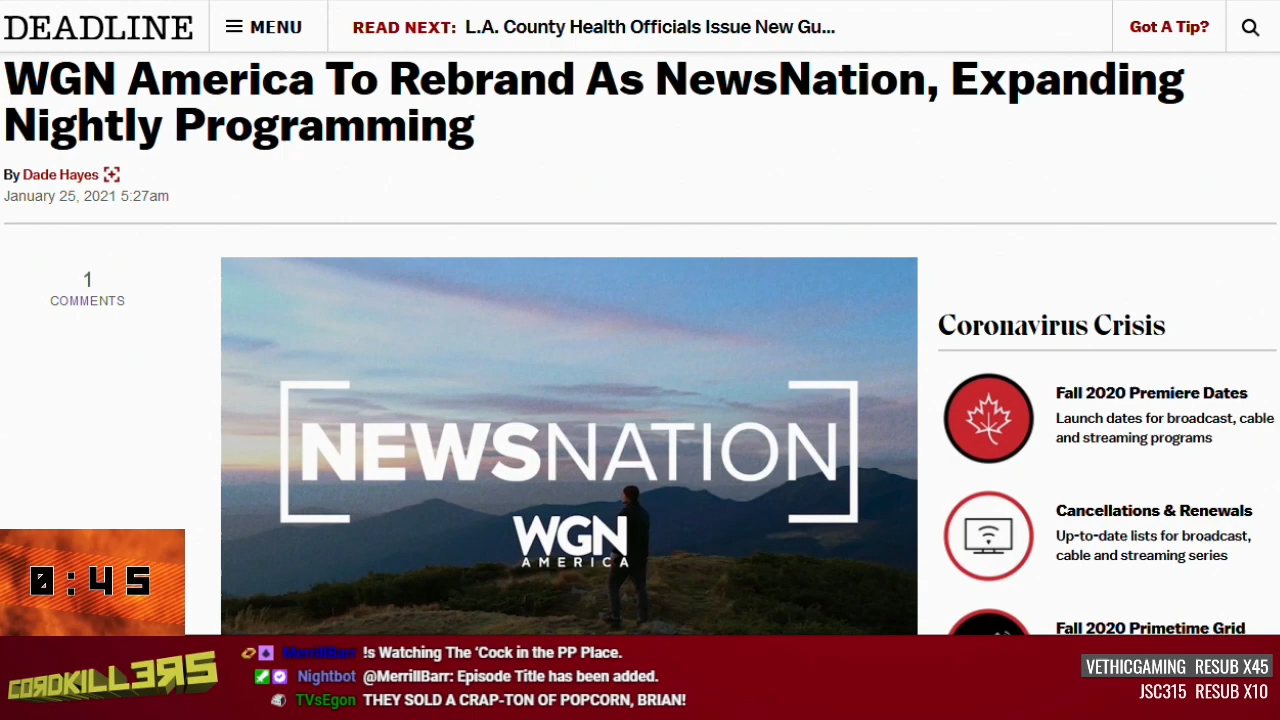 DEADLINE
MENU
READ NEXT: L.A. County Health Officials Issue New Gu...
Got A Tip?
WGN America To Rebrand As NewsNation, Expanding
Nightly Programming
By Dade Hayes
January 25, 2021 5:27am
1
COMMENTS
NEWSNATION
WGN
AMERICA
Coronavirus Crisis
Fall 2020 Premiere Dates
Launch dates for broadcast, cable
and streaming programs
Cancellations & Renewals
Up-to-date lists for broadcast,
cable and streaming series
Fall 2020 Primetime Grid
0:45
CORDKILLERS
MerrillBarr !s Watching The ‘Cock in the PP Place.
Nightbot @MerrillBarr: Episode Title has been added.
TVsEgon THEY SOLD A CRAP-TON OF POPCORN, BRIAN!
VETHICGAMING RESUB X45
JSC315 RESUB X10